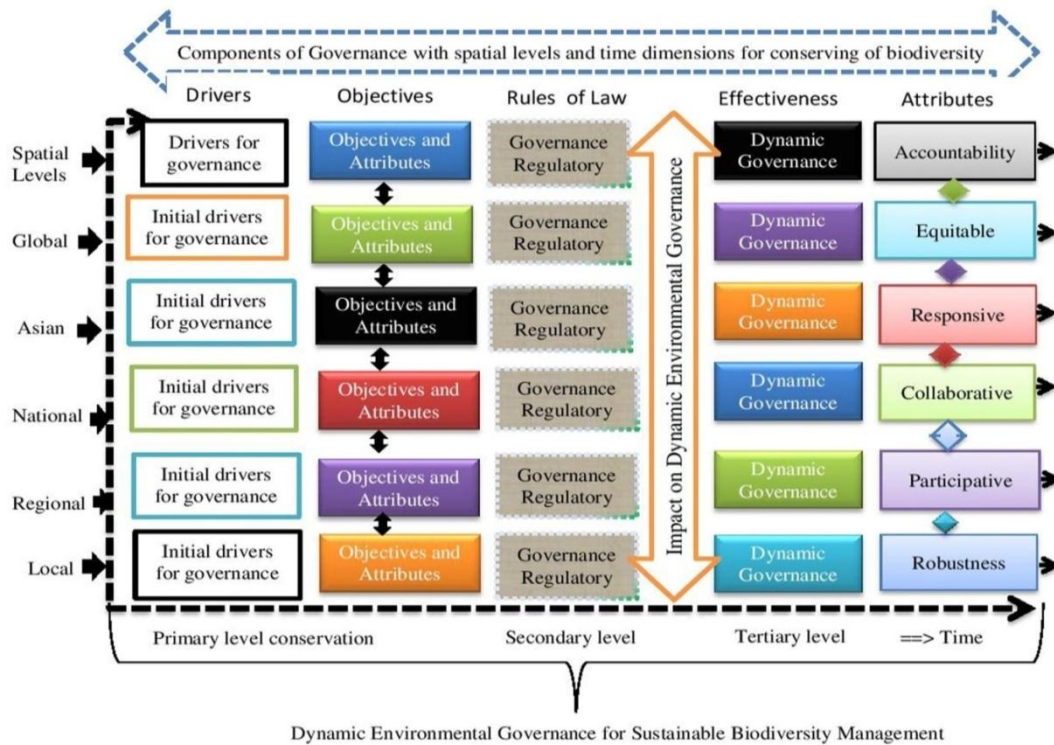 Components of Governance with spatial levels and time dimensions for conserving of biodiversity
Drivers
Objectives
Rules of Law
Effectiveness
Attributes
Spatial
Levels
Drivers for
governance
Objectives and
Attributes
Governance
Regulatory
Dynamic
Governance
Accountability
Global
Initial drivers
for governance
Objectives and
Attributes
Governance
Regulatory
Dynamic
Governance
Equitable
Asian
Initial drivers
for governance
Objectives and
Attributes
Governance
Regulatory
Dynamic
Governance
Responsive
National
Initial drivers
for governance
Objectives and
Attributes
Governance
Regulatory
Dynamic
Governance
Collaborative
Regional
Initial drivers
for governance
Objectives and
Attributes
Governance
Regulatory
Dynamic
Governance
Participative
Local
Initial drivers
for governance
Objectives and
Attributes
Governance
Regulatory
Dynamic
Governance
Robustness
Impact on Dynamic Environmental Governance
Primary level conservation
Secondary level
Tertiary level
==> Time
Dynamic Environmental Governance for Sustainable Biodiversity Management